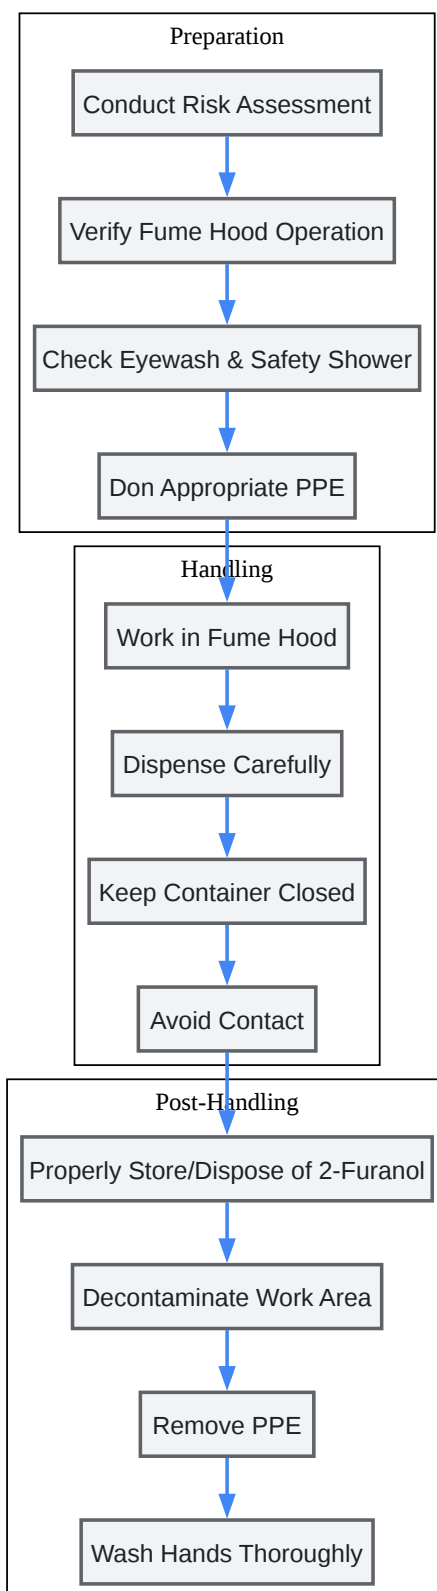 Preparation
Conduct Risk Assessment
Verify Fume Hood Operation
Check Eyewash & Safety Shower
Don Appropriate PPE
Handling
Work in Fume Hood
Dispense Carefully
Keep Container Closed
Avoid Contact
Post-Handling
Properly Store/Dispose of 2-Furanol
Decontaminate Work Area
Remove PPE
Wash Hands Thoroughly